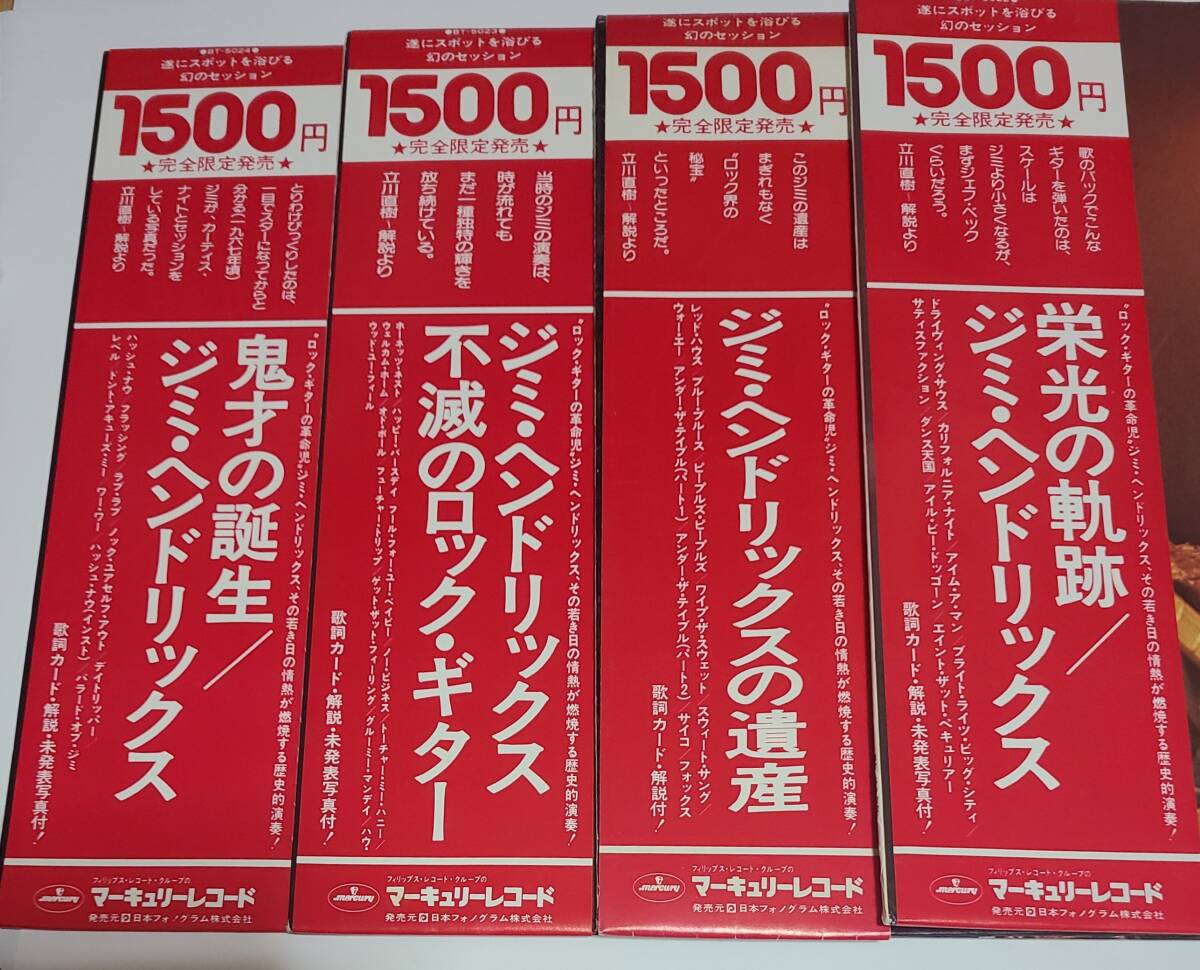 ●BT-5024●
遂にスポットを浴びる
幻のセッション
1500円
★完全限定発売★
とりわけびっくりしたのは、
一目でスターになってからと
分かる(一九六七年頃)
ジミが、カーティス・
ナイトとセッションを
している写真だった。
立川直樹〜解説より
"ロック・ギターの革命児"ジミ・ヘンドリックス、その若き日の情熱が燃焼する歴史的演奏!
鬼才の誕生/
ジミ・ヘンドリックス
ハッシュ・ナウ/フラッシング/ラブ・ラブ/ノック・ユアセルフ・アウト/デイトリッパー/
レベル/ドント・アキューズ・ミー/ワー・ワー/ハッシュ・ナウ(インスト)/バラード・オブ・ジミ
歌詞カード・解説・未発表写真付!
フィリップス・レコード・グループの
mercury
マーキュリーレコード
発売元 日本フォノグラム株式会社
●BT-5023●
遂にスポットを浴びる
幻のセッション
1500円
★完全限定発売★
当時のジミの演奏は、
時が流れても
まだ一種独特の輝きを
放ち続けている。
立川直樹〜解説より
"ロック・ギターの革命児"ジミ・ヘンドリックス、その若き日の情熱が燃焼する歴史的演奏!
ジミ・ヘンドリックス
不滅のロック・ギター
ホーネッツ・ネスト/ハッピー・バースデイ/フール・フォー・ユー・ベイビー/ノー・ビジネス/トーチャー・ミー・ハニー/
ウェルカム・ホーム/オド・ボール/フューチャー・トリップ/ゲット・ザット・フィーリング/グルーミー・マンデイ/ハウ・
ウッド・ユー・フィール
歌詞カード・解説・未発表写真付!
フィリップス・レコード・グループの
mercury
マーキュリーレコード
発売元 日本フォノグラム株式会社
遂にスポットを浴びる
幻のセッション
1500円
★完全限定発売★
このジミの遺産は
まぎれもなく
"ロック界の
秘宝"
といったところだ。
立川直樹〜解説より
"ロック・ギターの革命児"ジミ・ヘンドリックス、その若き日の情熱が燃焼する歴史的演奏!
ジミ・ヘンドリックスの遺産
レッド・ハウス/ブルー・ブルース/ピープルズ・ピープルズ/ワイプ・ザ・スウェット/スウィート・サング/
ウォーエー/アンダー・ザ・テイブル(パート1)/アンダー・ザ・テイブル(パート2)/サイコ/フォックス
歌詞カード・解説付!
フィリップス・レコード・グループの
mercury
マーキュリーレコード
発売元 日本フォノグラム株式会社
遂にスポットを浴びる
幻のセッション
1500円
★完全限定発売★
歌のバックでこんな
ギターを弾いたのは、
スケールは
ジミより小さくなるが、
まずジェフ・ベック
ぐらいだろう。
立川直樹〜解説より
"ロック・ギターの革命児"ジミ・ヘンドリックス、その若き日の情熱が燃焼する歴史的演奏!
栄光の軌跡/
ジミ・ヘンドリックス
ドライヴィング・サウス/カリフォルニア・ナイト/アイム・ア・マン/ブライト・ライツ・ビッグ・シティ/
サティスファクション/ダンス天国/アイル・ビー・ドッゴーン/エイント・ザット・ペキュリアー
歌詞カード・解説・未発表写真付!
フィリップス・レコード・グループの
mercury
マーキュリーレコード
発売元 日本フォノグラム株式会社